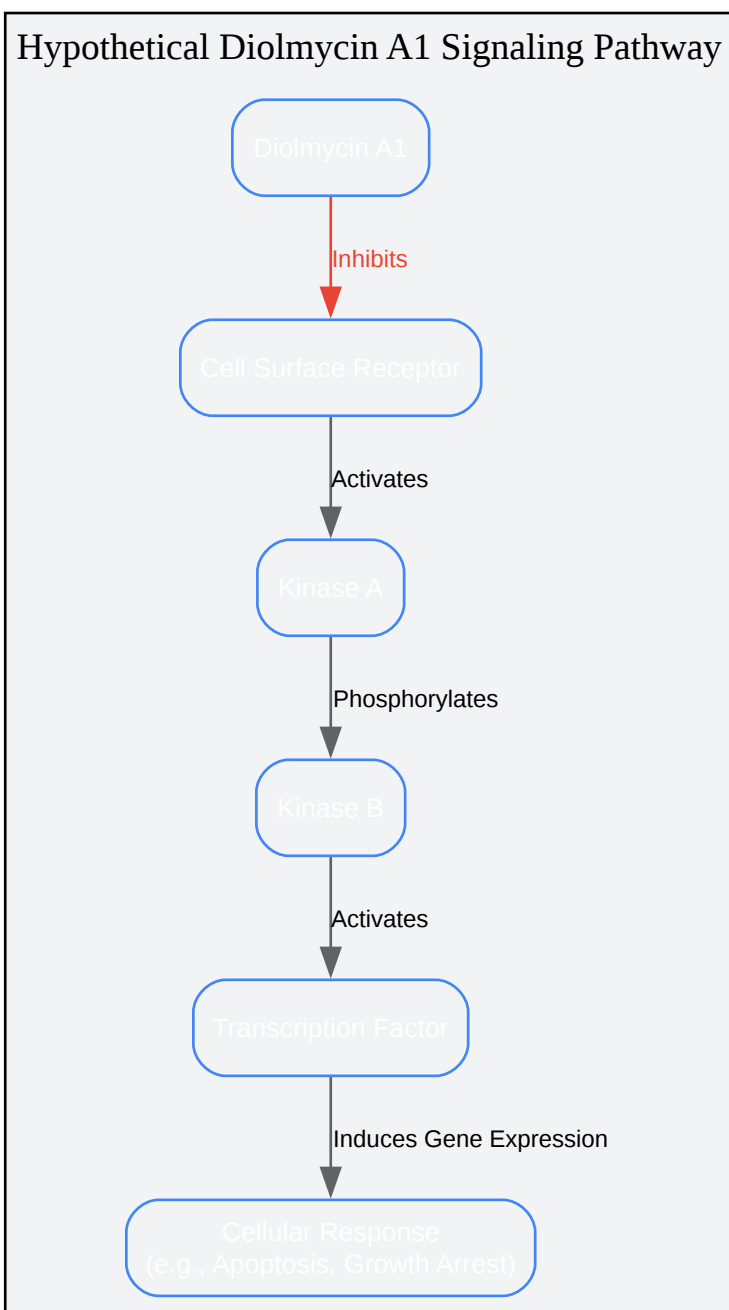 Hypothetical Diolmycin A1 Signaling Pathway
Diolmycin A1
Inhibits
Cell Surface Receptor
Activates
Kinase A
Phosphorylates
Kinase B
Activates
Transcription Factor
Induces Gene Expression
Cellular Response
(e.g., Apoptosis, Growth Arrest)